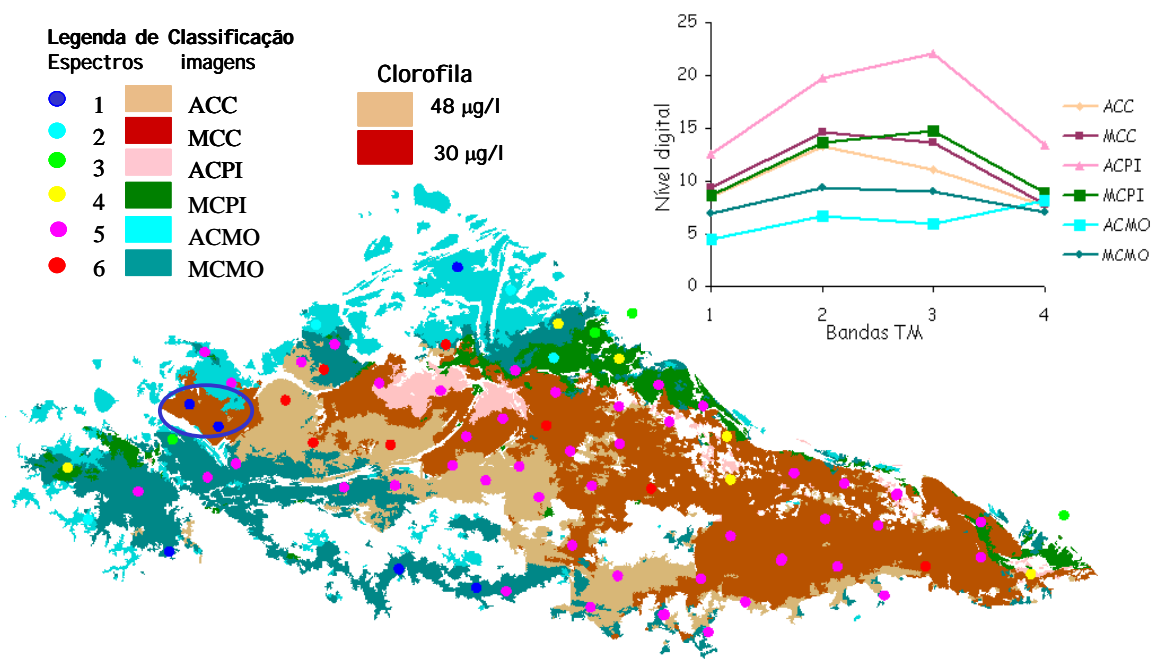 Legenda de Classificação
Espectros imagens
1 ACC
2 MCC
3 ACPI
4 MCPI
5 ACMO
6 MCMO
Clorofila
48 µg/l
30 µg/l
25
20
15
10
5
0
Nível digital
1 2 3 4
Bandas TM
ACC
MCC
ACPI
MCPI
ACMO
MCMO